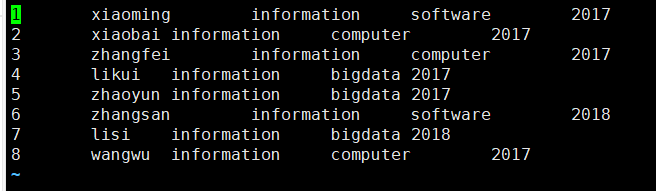 1 xiaoming information software 2017
2 xiaobai information computer 2017
3 zhangfei information computer 2017
4 likui information bigdata 2017
5 zhaoyun information bigdata 2017
6 zhangsan information software 2018
7 lisi information bigdata 2018
8 wangwu information computer 2017
~